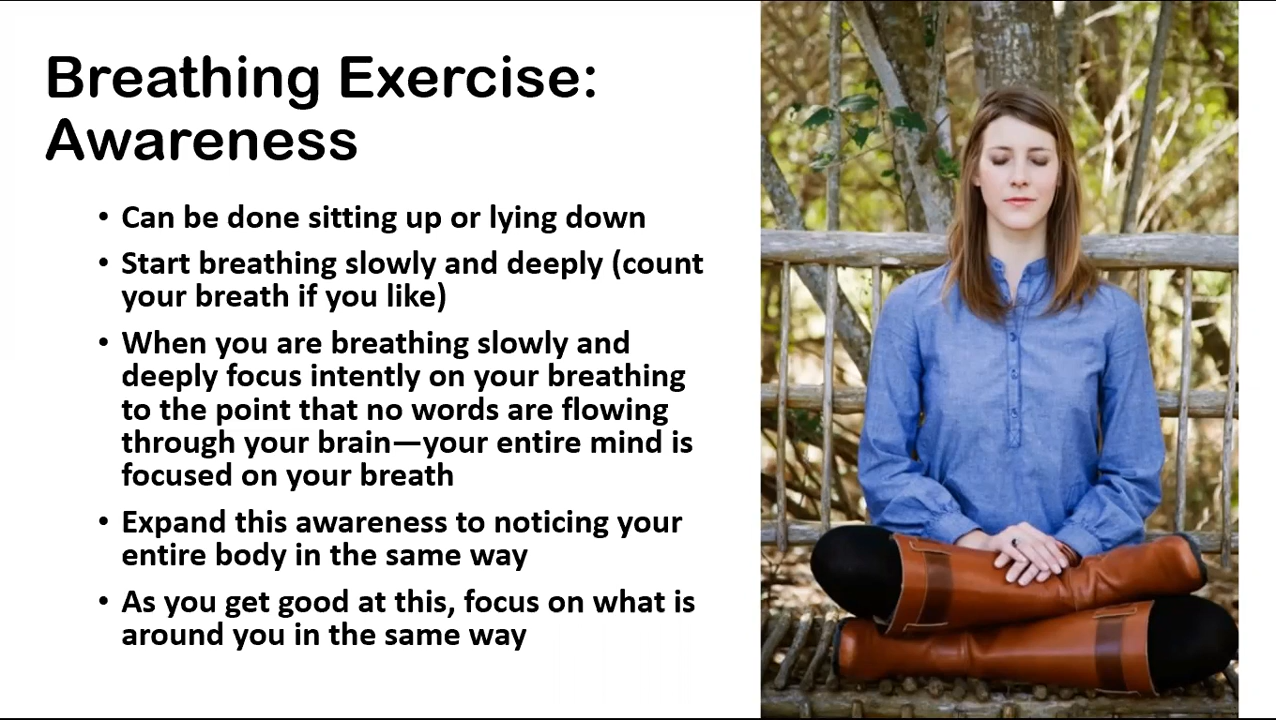 Breathing Exercise:
Awareness
• Can be done sitting up or lying down
• Start breathing slowly and deeply (count
your breath if you like)
• When you are breathing slowly and
deeply focus intently on your breathing
to the point that no words are flowing
through your brain—your entire mind is
focused on your breath
• Expand this awareness to noticing your
entire body in the same way
• As you get good at this, focus on what is
around you in the same way